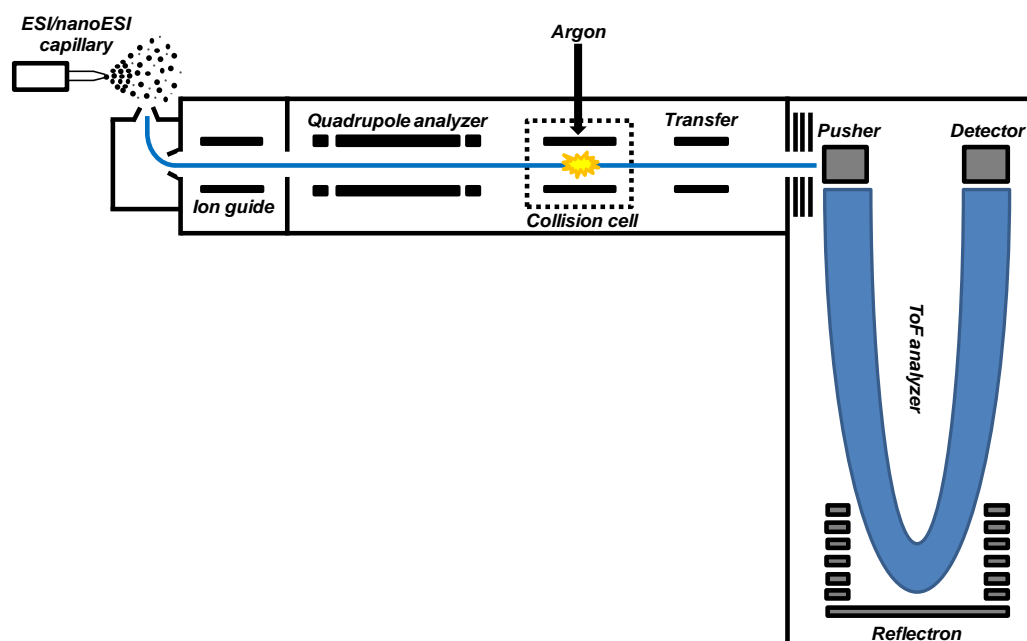 ESI/nanoESI
capillary
Argon
Quadrupole analyzer
Transfer
Pusher
Detector
Ion guide
Collision cell
ToF analyzer
Reflectron